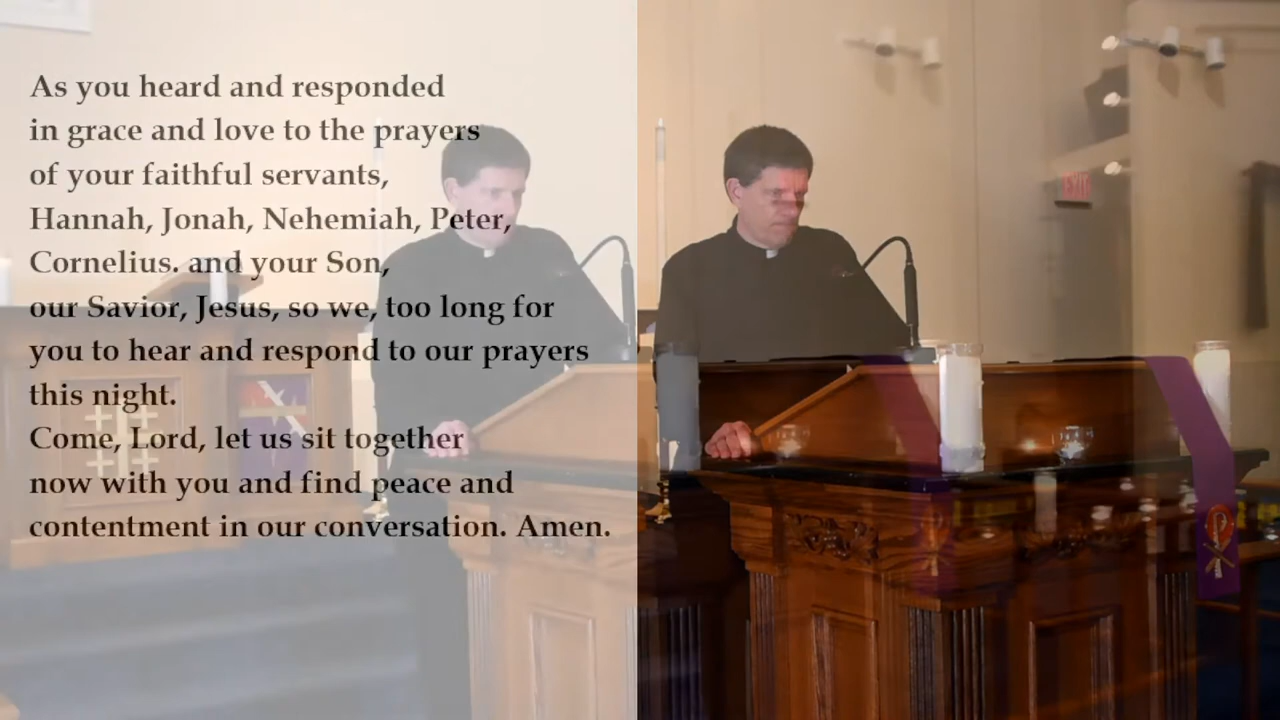 As you heard and responded
in grace and love to the prayers
of your faithful servants,
Hannah, Jonah, Nehemiah, Peter,
Cornelius. and your Son,
our Savior, Jesus, so we, too long for
you to hear and respond to our prayers
this night.
Come, Lord, let us sit together
now with you and find peace and
contentment in our conversation. Amen.
EXIT